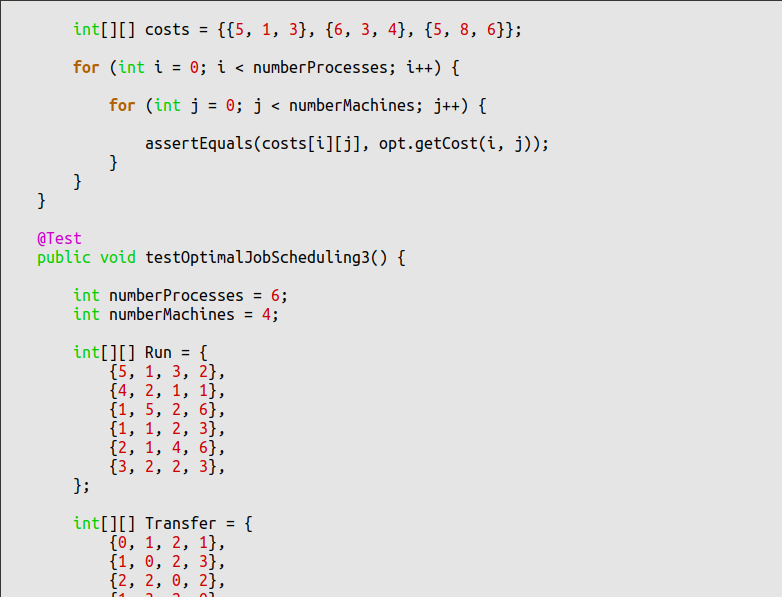 int[][] costs = {{5, 1, 3}, {6, 3, 4}, {5, 8, 6}};
for (int i = 0; i < numberProcesses; i++) {
for (int j = 0; j < numberMachines; j++) {
assertEquals(costs[i][j], opt.getCost(i, j));
}
}
}
@Test
public void testOptimalJobScheduling3() {
int numberProcesses = 6;
int numberMachines = 4;
int[][] Run = {
{5, 1, 3, 2},
{4, 2, 1, 1},
{1, 5, 2, 6},
{1, 1, 2, 3},
{2, 1, 4, 6},
{3, 2, 2, 3},
};
int[][] Transfer = {
{0, 1, 2, 1},
{1, 0, 2, 3},
{2, 2, 0, 2},